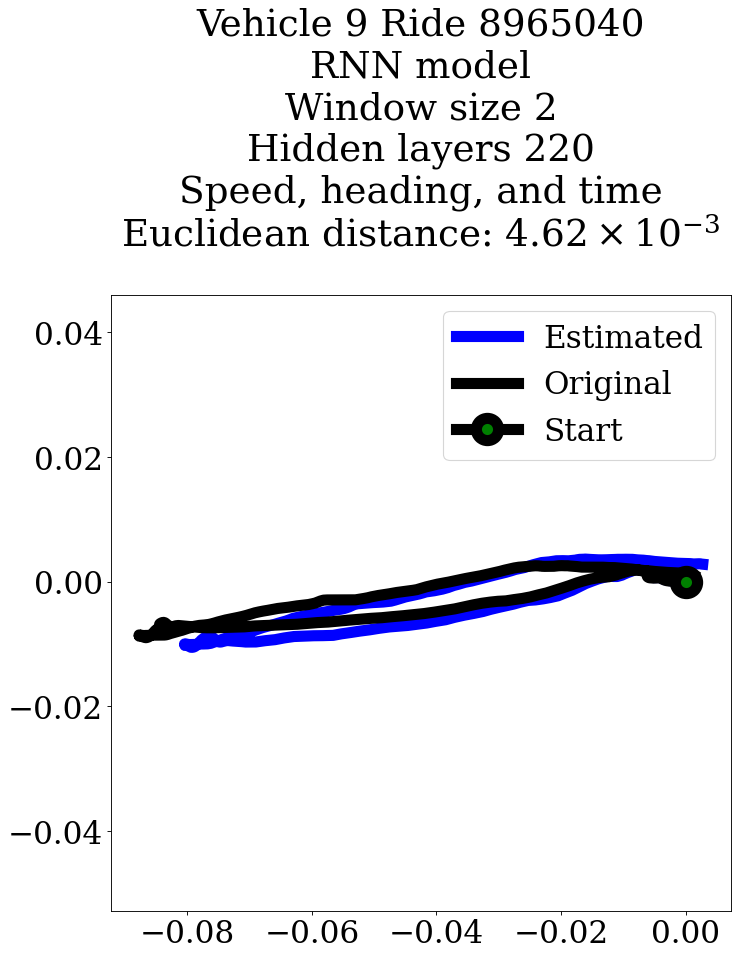 Vehicle 9 Ride 8965040
RNN model
Window size 2
Hidden layers 220
Speed, heading, and time
Euclidean distance: 4.62 × 10⁻³
Estimated
Original
Start
0.04
0.02
0.00
−0.02
−0.04
−0.08 −0.06 −0.04 −0.02 0.00